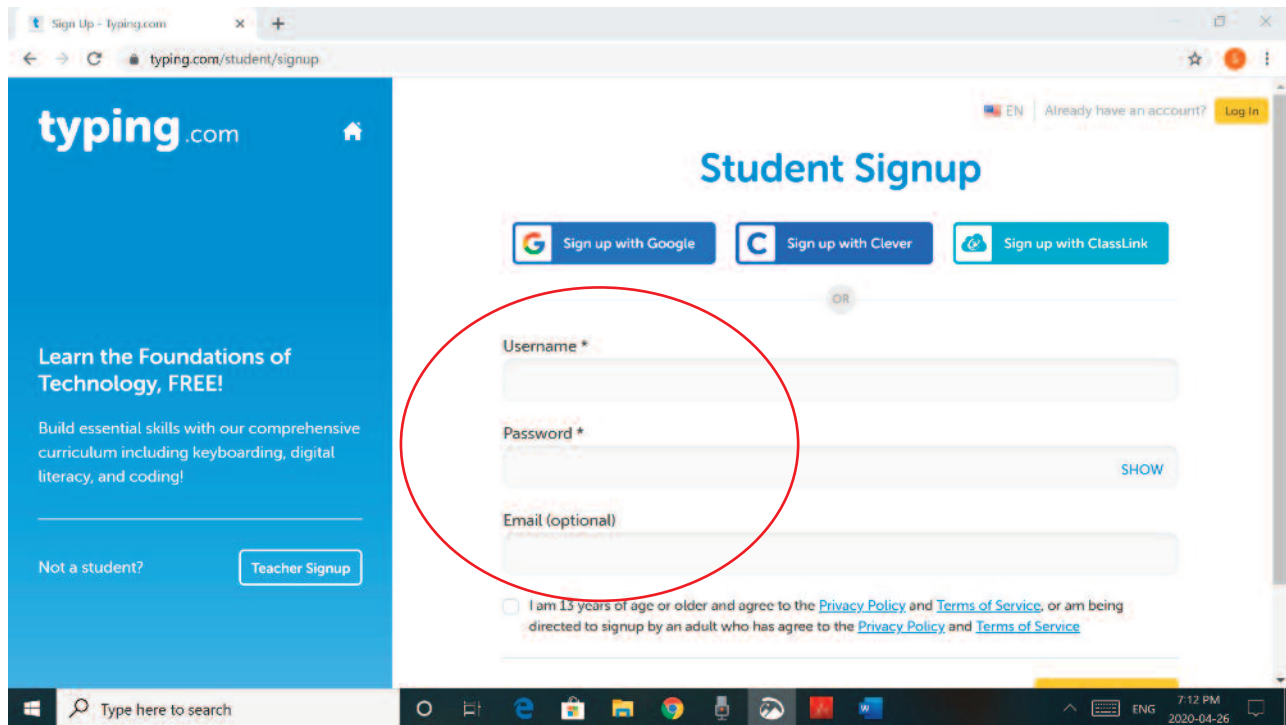 Sign Up - Typing.com
typing.com/student/signup
S
typing.com
EN
Already have an account?
Log In
Student Signup
Sign up with Google
Sign up with Clever
Sign up with ClassLink
OR
Learn the Foundations of
Technology, FREE!
Build essential skills with our comprehensive
curriculum including keyboarding, digital
literacy, and coding!
Not a student?
Teacher Signup
Username *
Password *
SHOW
Email (optional)
I am 13 years of age or older and agree to the Privacy Policy and Terms of Service, or am being
directed to signup by an adult who has agree to the Privacy Policy and Terms of Service
Type here to search
ENG
7:12 PM
2020-04-26